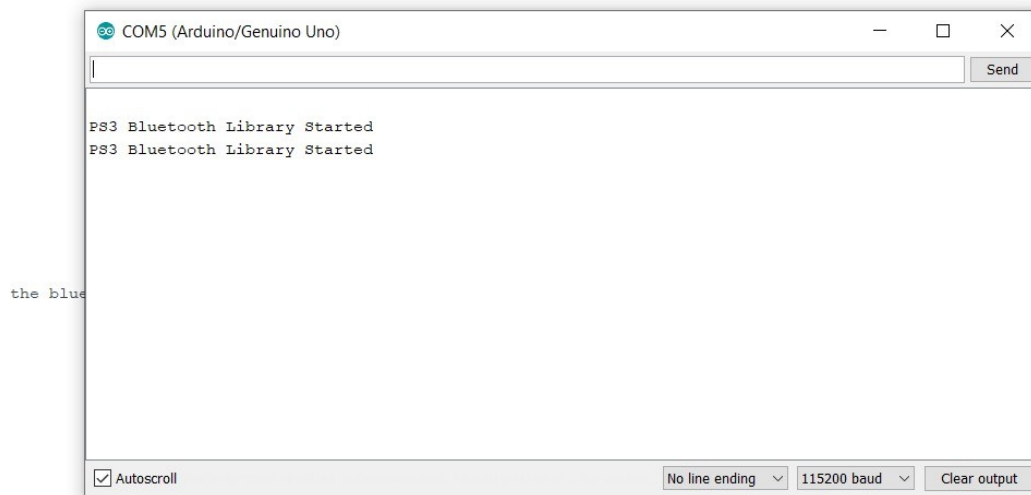 COM5 (Arduino/Genuino Uno)
Send
PS3 Bluetooth Library Started
PS3 Bluetooth Library Started
the blue
Autoscroll
No line ending
115200 baud
Clear output